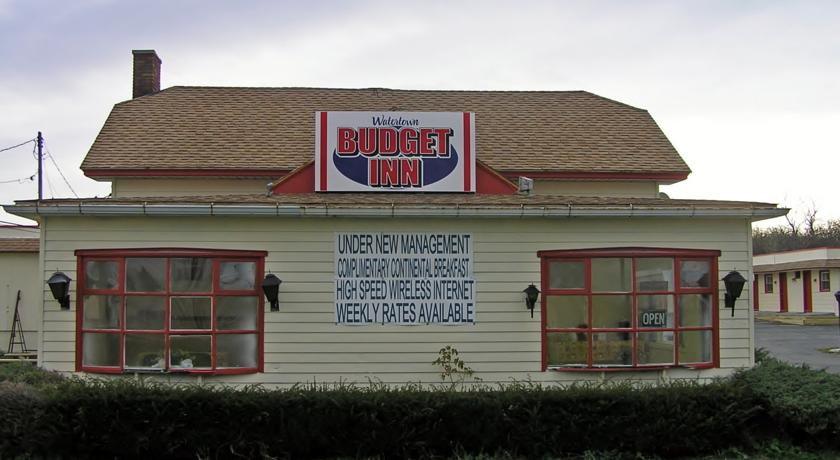 Watertown
BUDGET
INN
UNDER NEW MANAGEMENT
COMPLIMENTARY CONTINENTAL BREAKFAST
HIGH SPEED WIRELESS INTERNET
WEEKLY RATES AVAILABLE
OPEN